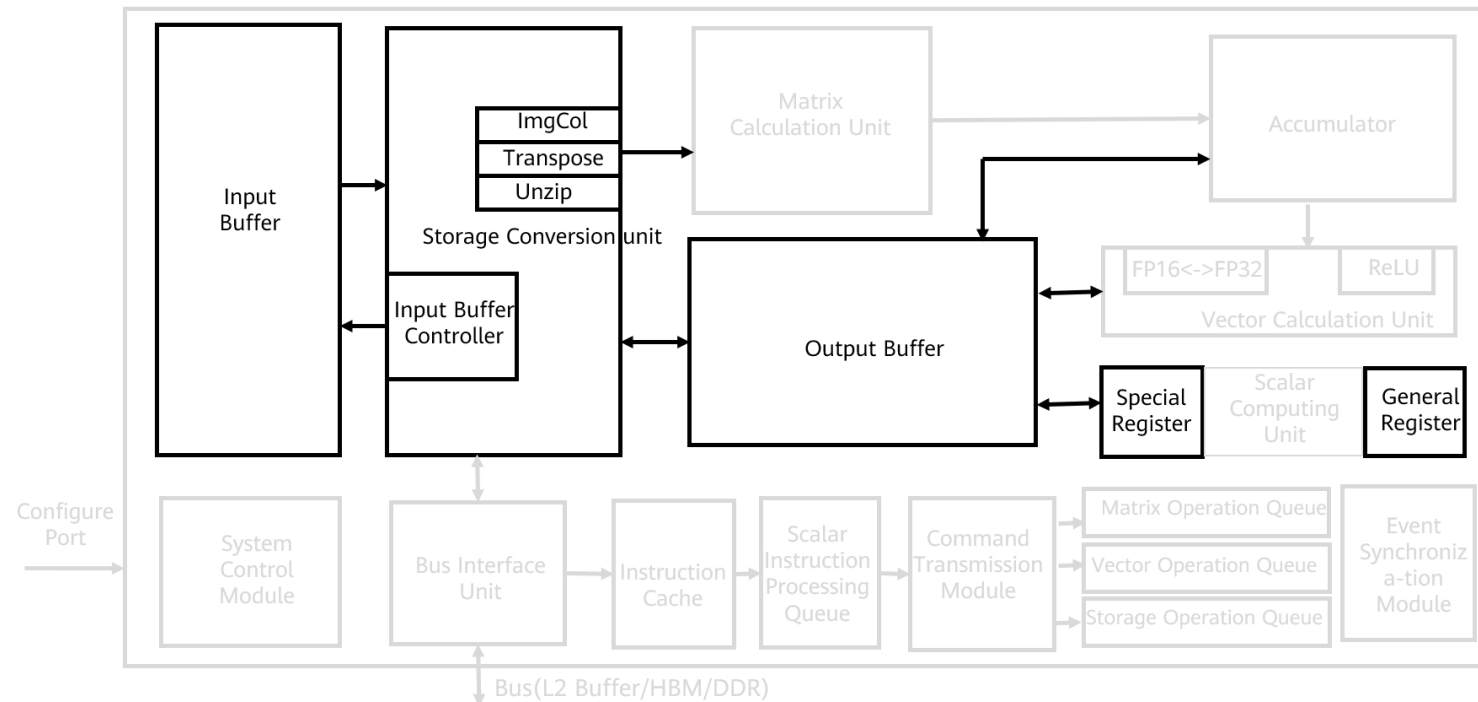 Input
Buffer
ImgCol
Transpose
Unzip
Storage Conversion unit
Input Buffer
Controller
Matrix
Calculation Unit
Accumulator
FP16<->FP32
ReLU
Vector Calculation Unit
Output Buffer
Special
Register
Scalar
Computing
Unit
General
Register
Configure
Port
System
Control
Module
Bus Interface
Unit
Instruction
Cache
Scalar
Instruction
Processing
Queue
Command
Transmission
Module
Matrix Operation Queue
Vector Operation Queue
Storage Operation Queue
Event
Synchroniz
a-tion
Module
Bus(L2 Buffer/HBM/DDR)